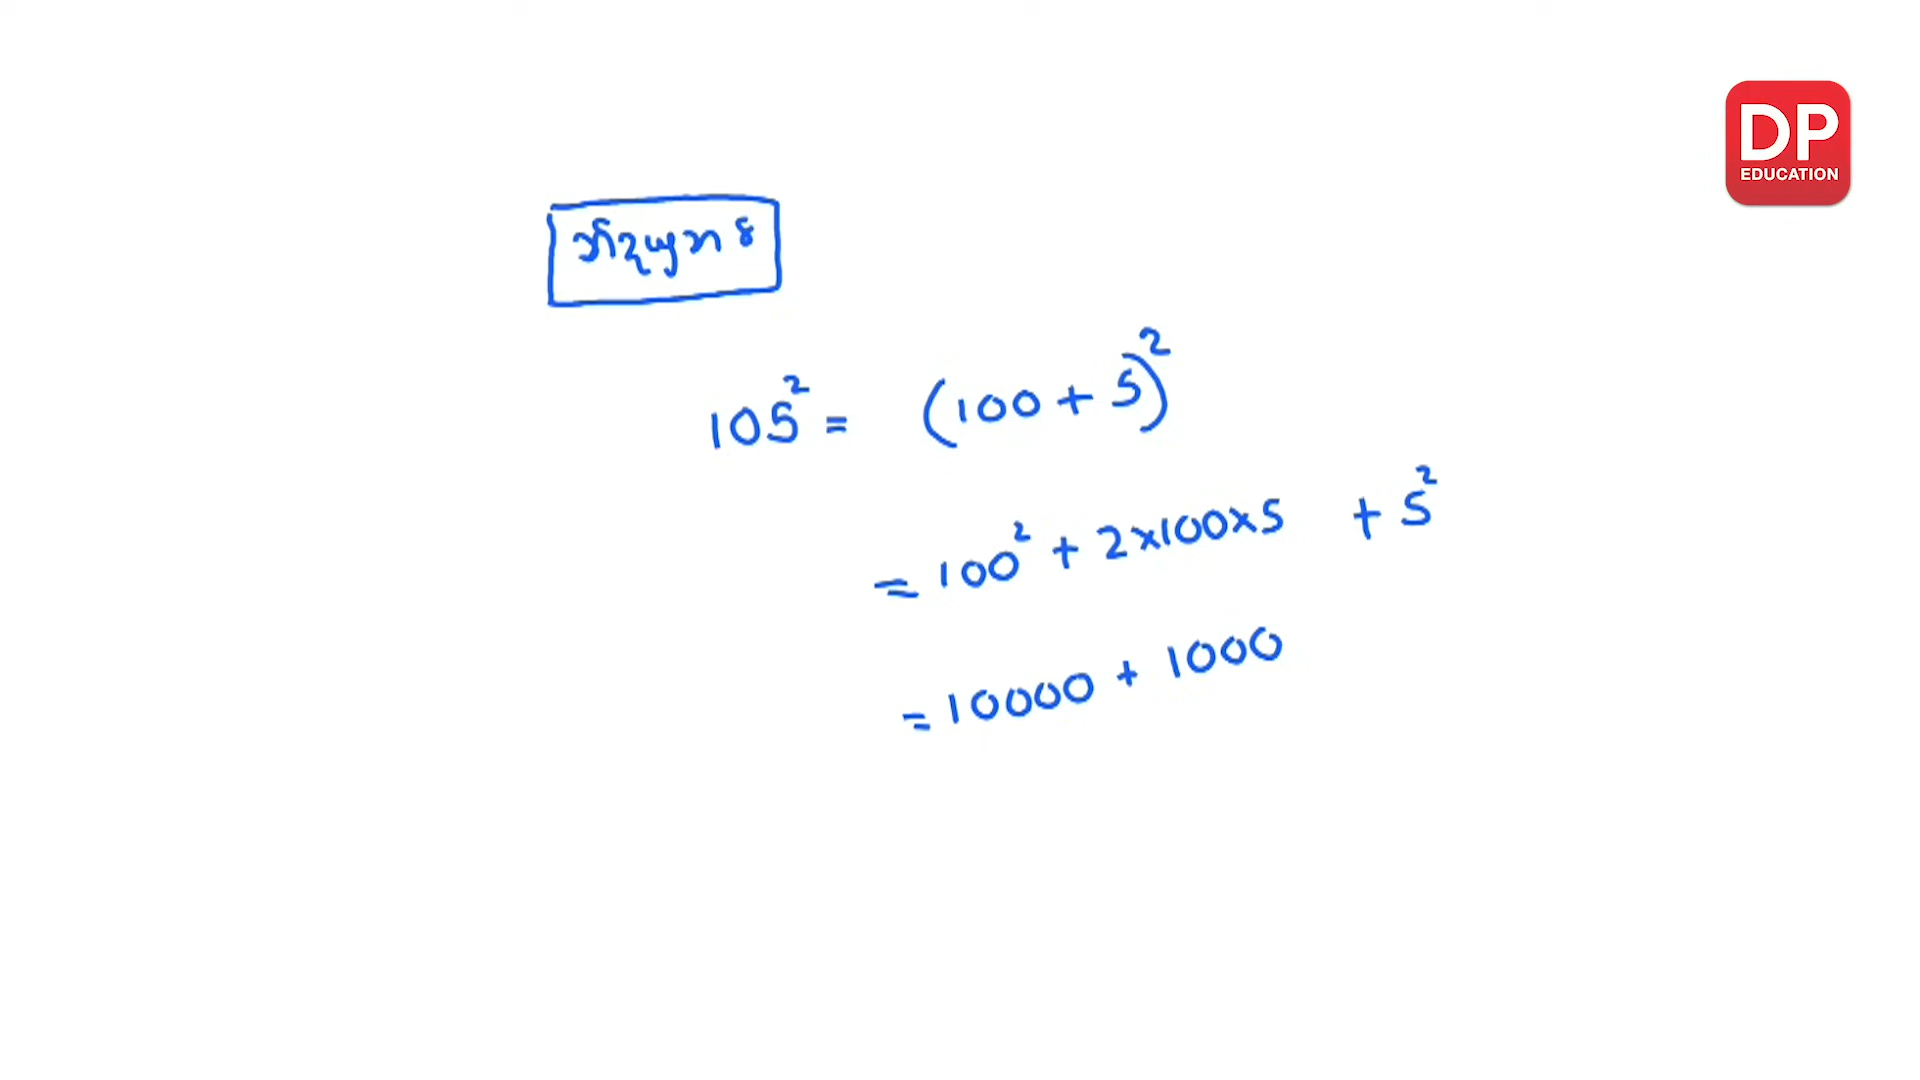 DP
EDUCATION
නිදසුන 8
105² = (100 + 5)²
= 100² + 2×100×5 + 5²
= 10000 + 1000